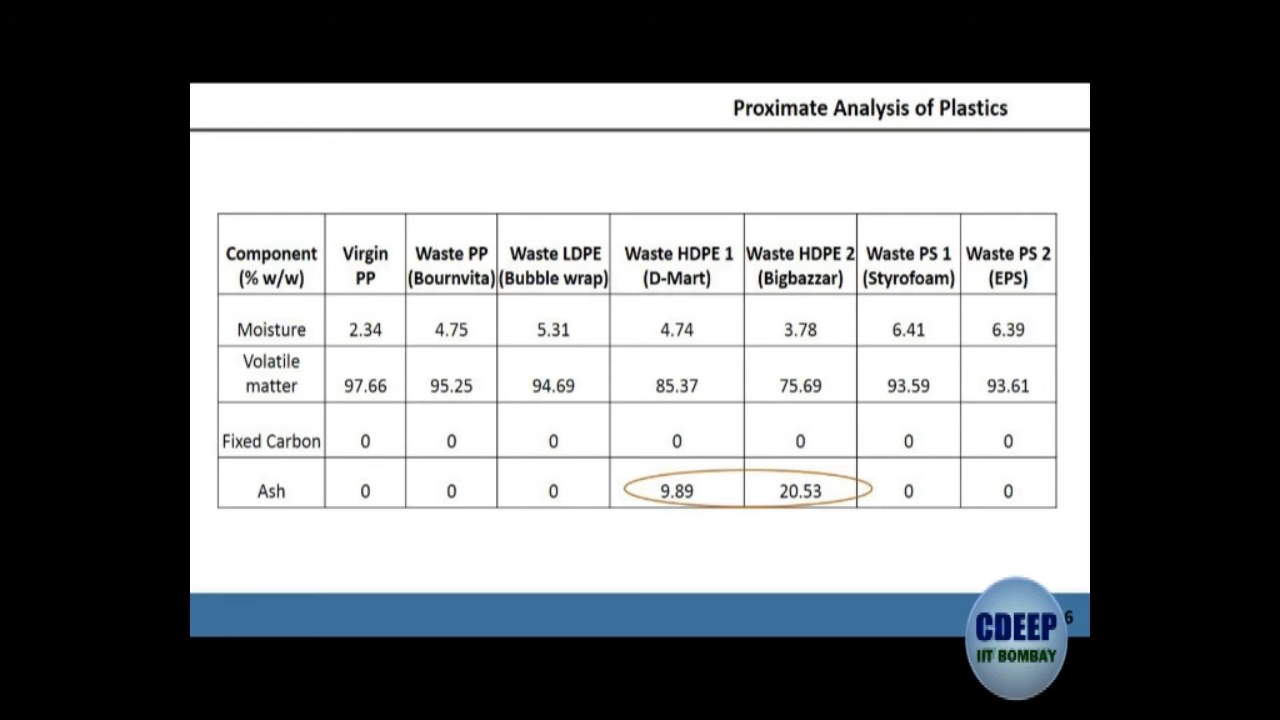 Proximate Analysis of Plastics
Component (% w/w) Virgin PP Waste PP (Bournvita) Waste LDPE (Bubble wrap) Waste HDPE 1 (D-Mart) Waste HDPE 2 (Bigbazzar) Waste PS 1 (Styrofoam) Waste PS 2 (EPS)
Moisture 2.34 4.75 5.31 4.74 3.78 6.41 6.39
Volatile matter 97.66 95.25 94.69 85.37 75.69 93.59 93.61
Fixed Carbon 0 0 0 0 0 0 0
Ash 0 0 0 9.89 20.53 0 0
6
CDEEP
IIT BOMBAY